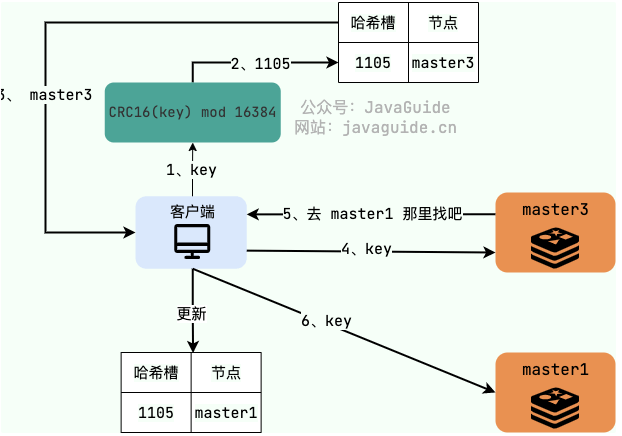 哈希槽 节点
1105 master3
2、1105
3、 master3
CRC16(key) mod 16384
公众号：JavaGuide
网站：javaguide.cn
1、key
客户端
5、去 master1 那里找吧
master3
4、key
更新
6、key
哈希槽 节点
1105 master1
master1